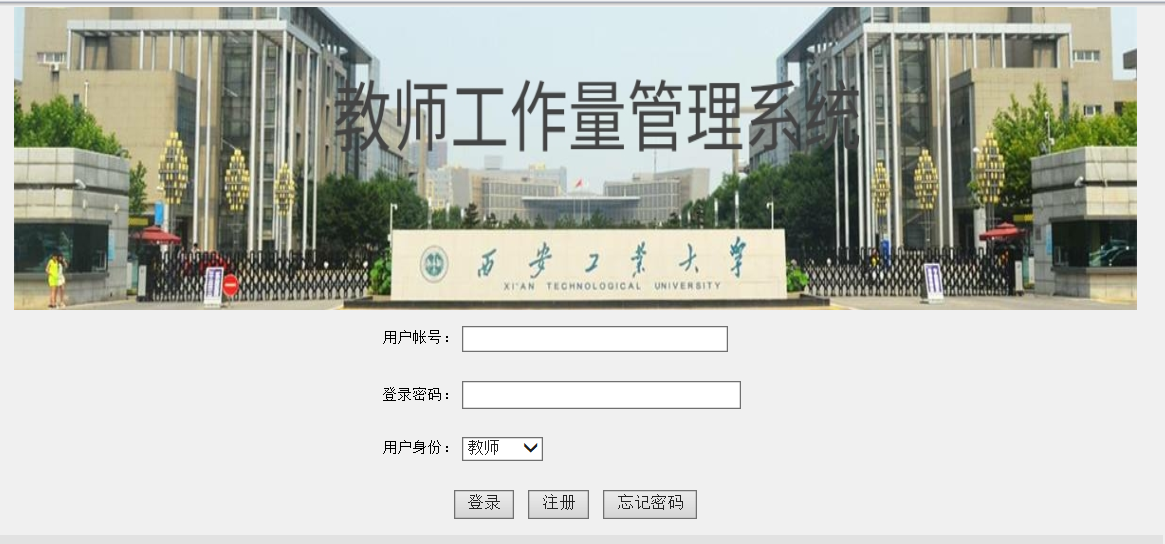 教师工作量管理系统
西安工业大学
XI'AN TECHNOLOGICAL UNIVERSITY
用户帐号：
登录密码：
用户身份： 教师
登录 注册 忘记密码